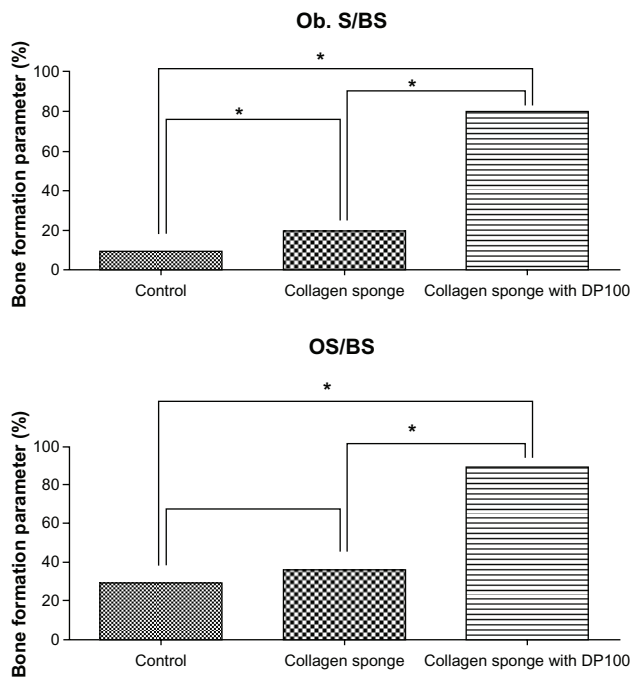 Ob. S/BS
Bone formation parameter (%)
100
80
60
40
20
0
*
*
*
Control
Collagen sponge
Collagen sponge with DP100
OS/BS
Bone formation parameter (%)
100
80
60
40
20
0
*
*
Control
Collagen sponge
Collagen sponge with DP100